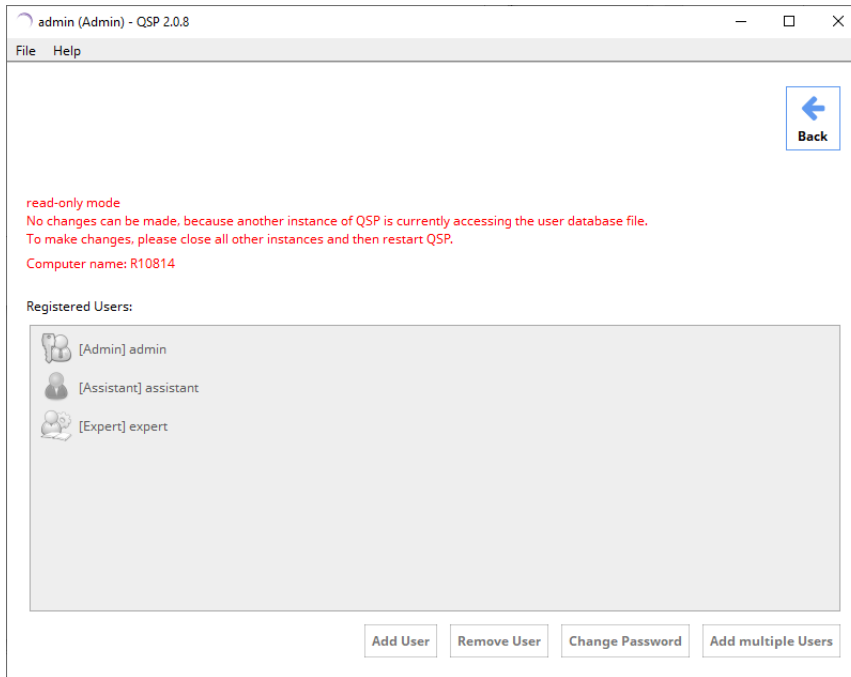 admin (Admin) - QSP 2.0.8
File Help
Back
read-only mode
No changes can be made, because another instance of QSP is currently accessing the user database file.
To make changes, please close all other instances and then restart QSP.
Computer name: R10814
Registered Users:
[Admin] admin
[Assistant] assistant
[Expert] expert
Add User Remove User Change Password Add multiple Users